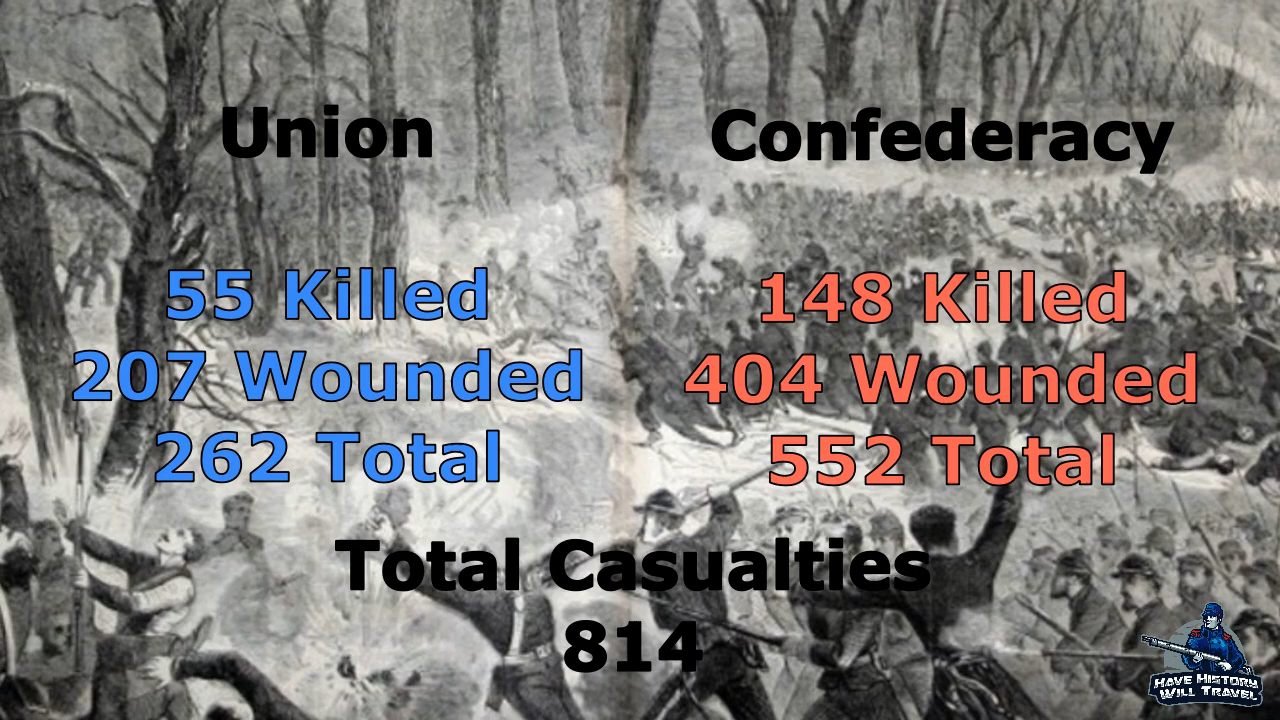 Union
55 Killed
207 Wounded
262 Total
Confederacy
148 Killed
404 Wounded
552 Total
Total Casualties
814
HAVE HISTORY
WILL TRAVEL